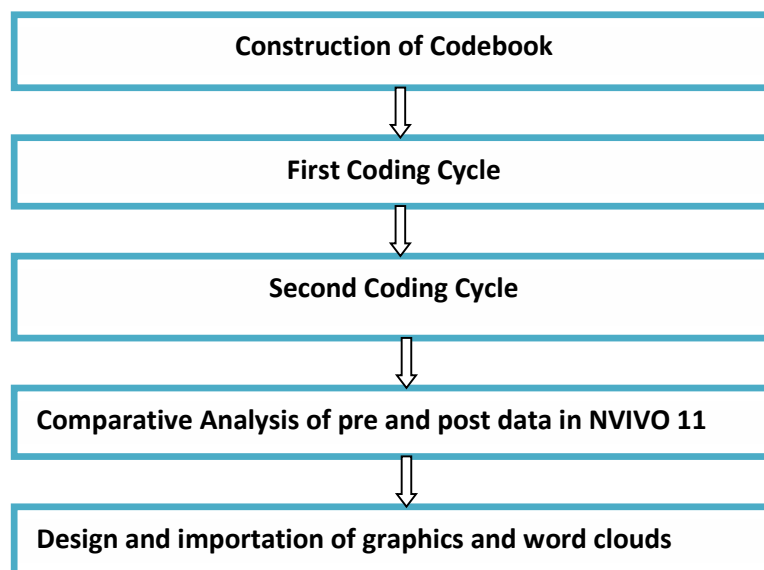 Construction of Codebook
First Coding Cycle
Second Coding Cycle
Comparative Analysis of pre and post data in NVIVO 11
Design and importation of graphics and word clouds